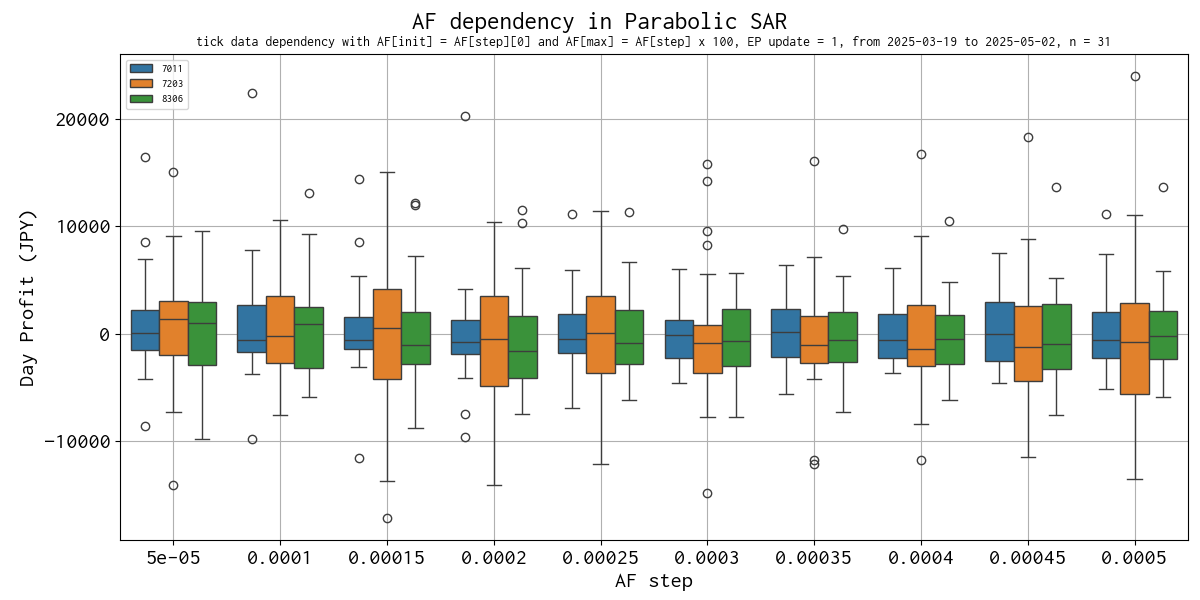 AF dependency in Parabolic SAR
tick data dependency with AF[init] = AF[step][0] and AF[max] = AF[step] x 100, EP update = 1, from 2025-03-19 to 2025-05-02, n = 31
7011
7203
8306
Day Profit (JPY)
20000
10000
0
−10000
5e-05 0.0001 0.00015 0.0002 0.00025 0.0003 0.00035 0.0004 0.00045 0.0005
AF step